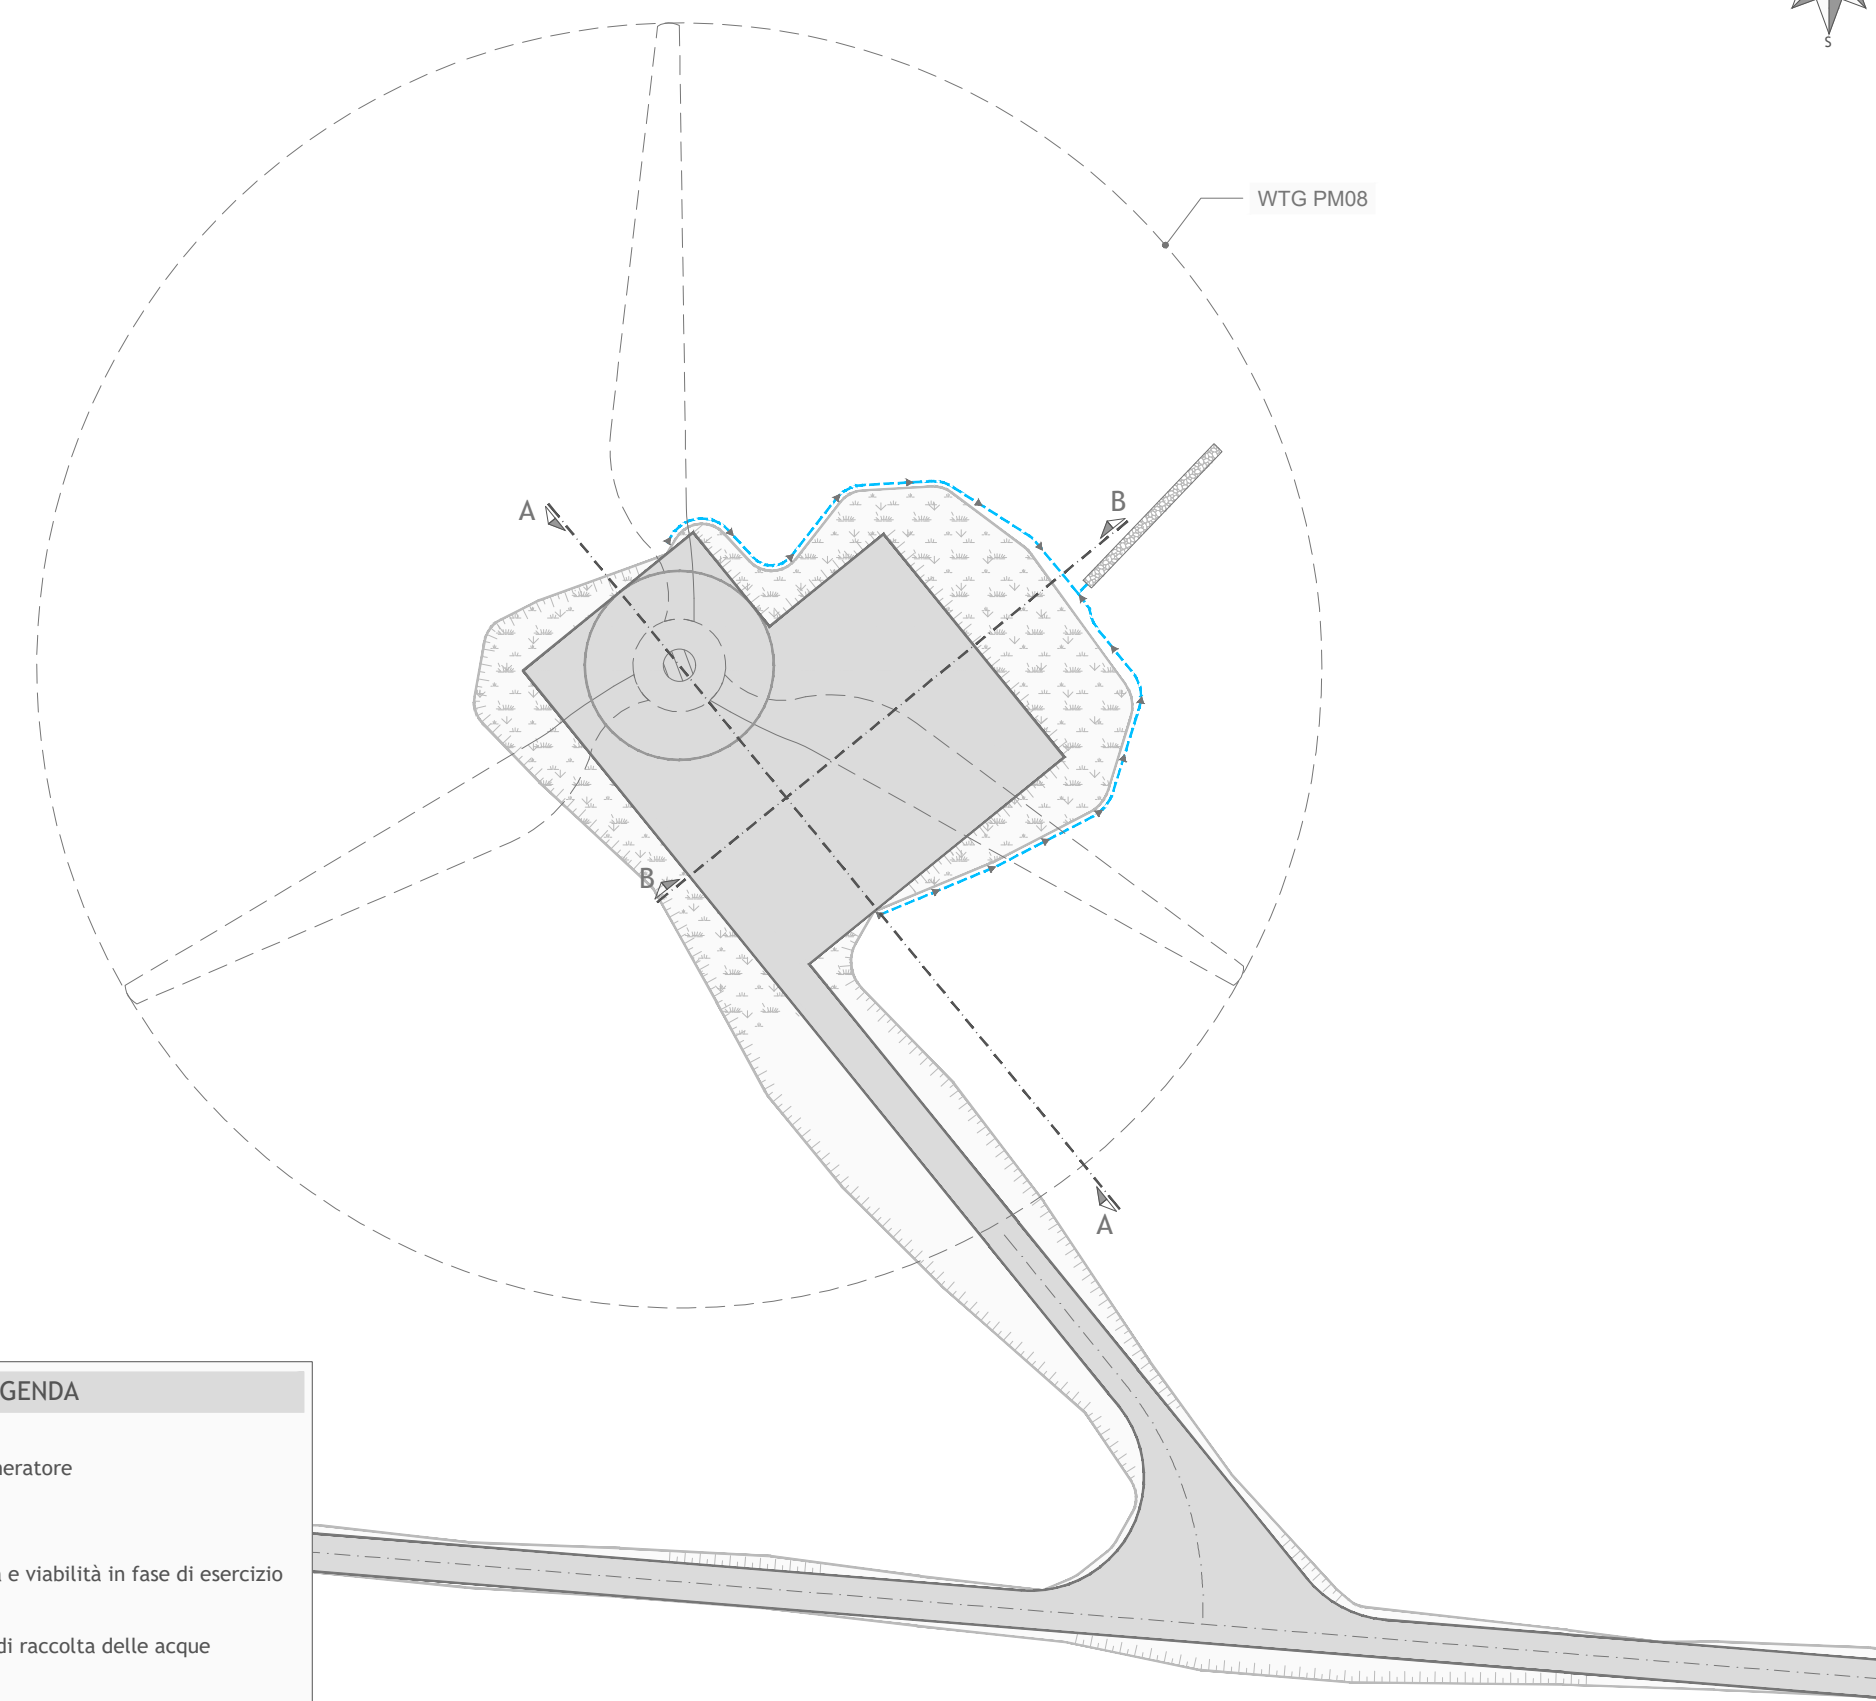 S
WTG PM08
A
B
B
A
GENDA
neratore
e viabilità in fase di esercizio
di raccolta delle acque